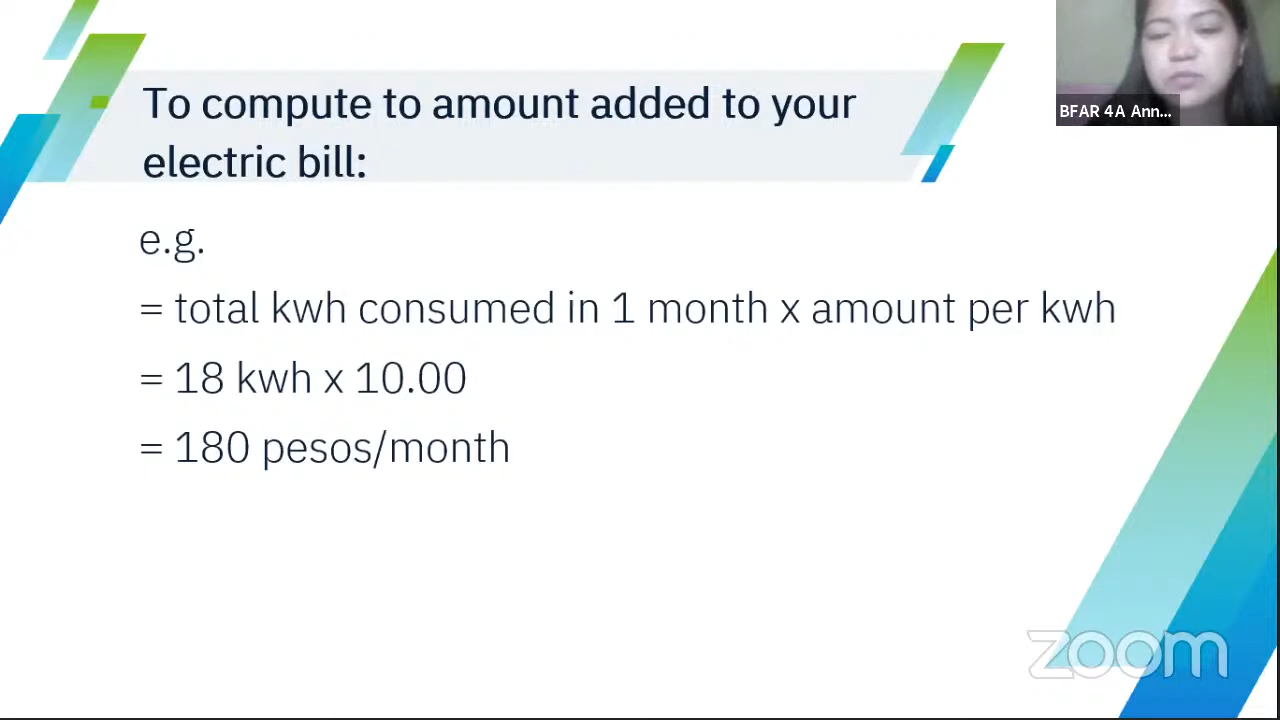 To compute to amount added to your
electric bill:
BFAR 4A Ann...
e.g.
= total kwh consumed in 1 month x amount per kwh
= 18 kwh x 10.00
= 180 pesos/month
zoom